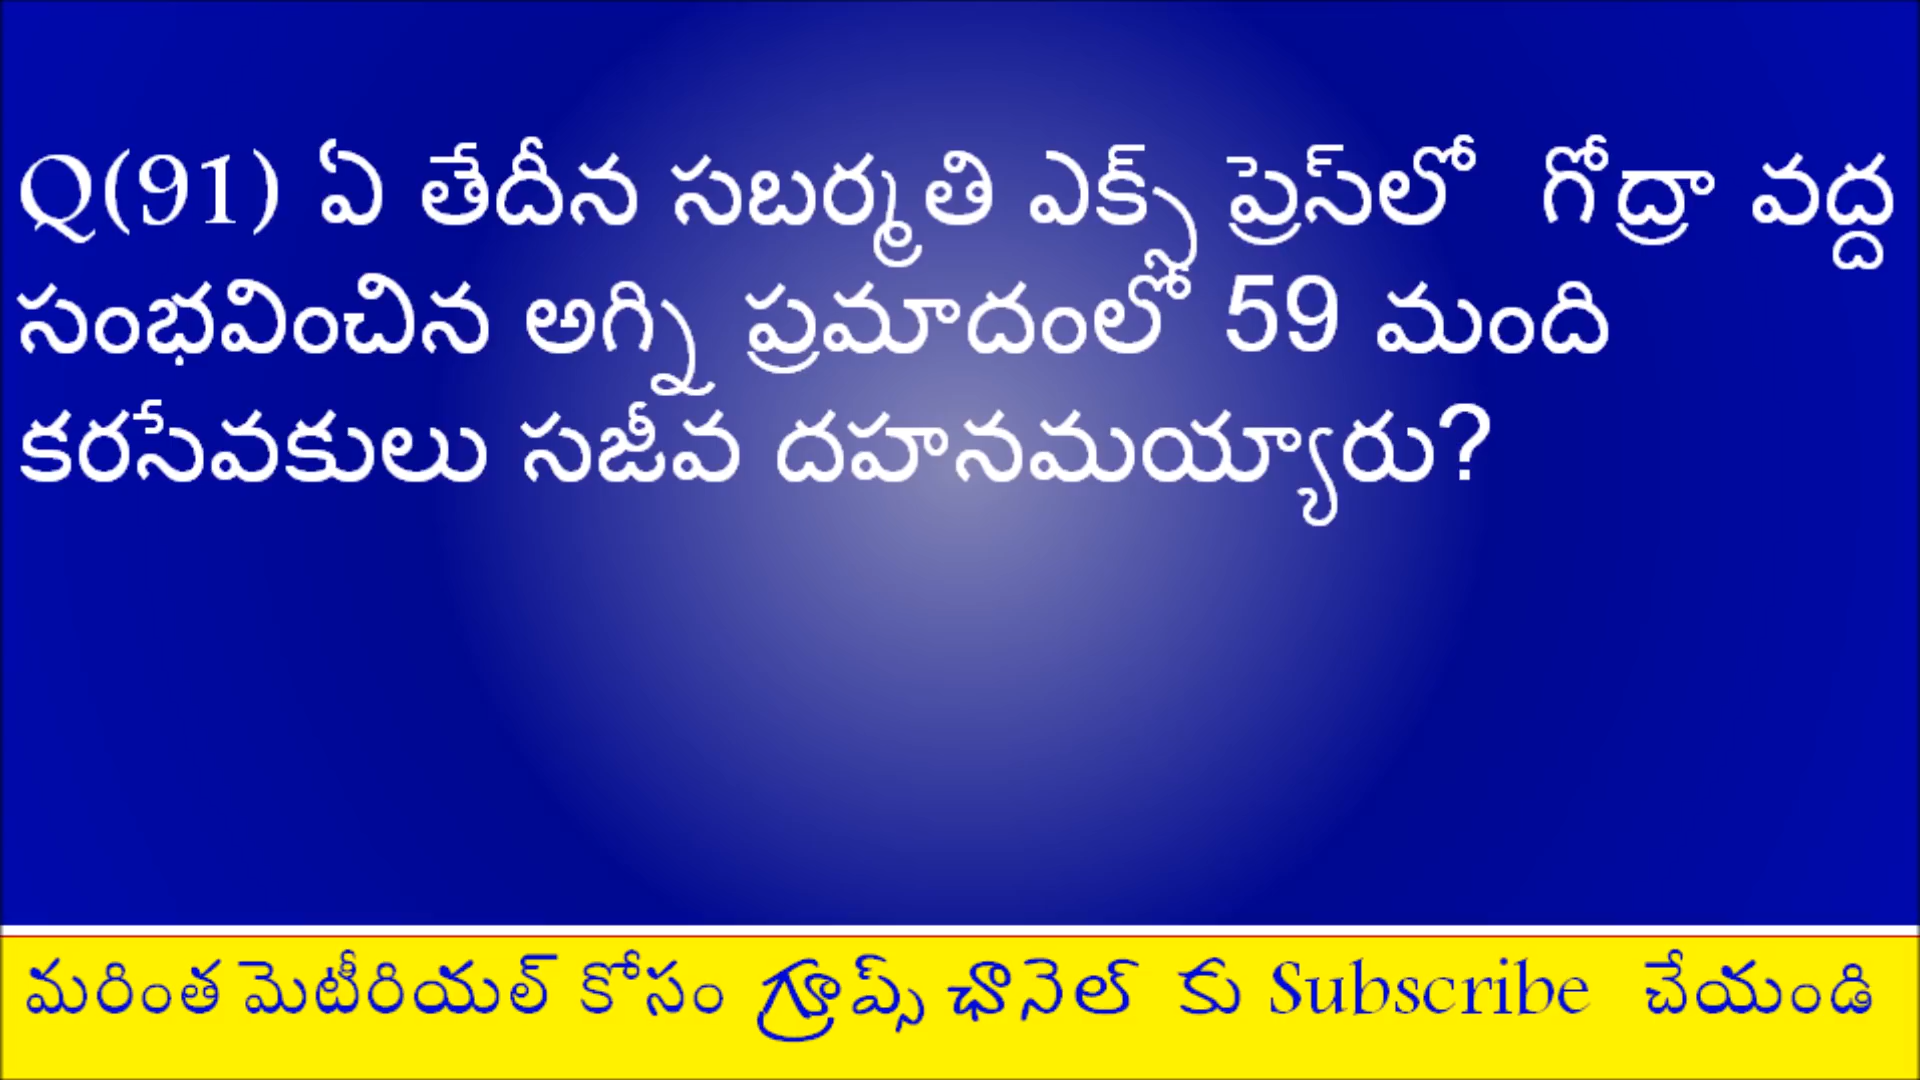 Q(91) ఏ తేదీన సబర్మతి ఎక్స్ ప్రెస్‌లో గోద్రా వద్ద
సంభవించిన అగ్ని ప్రమాదంలో 59 మంది
కరసేవకులు సజీవ దహనమయ్యారు?
మరింత మెటీరియల్ కోసం గ్రూప్స్ ఛానెల్ కు Subscribe చేయండి